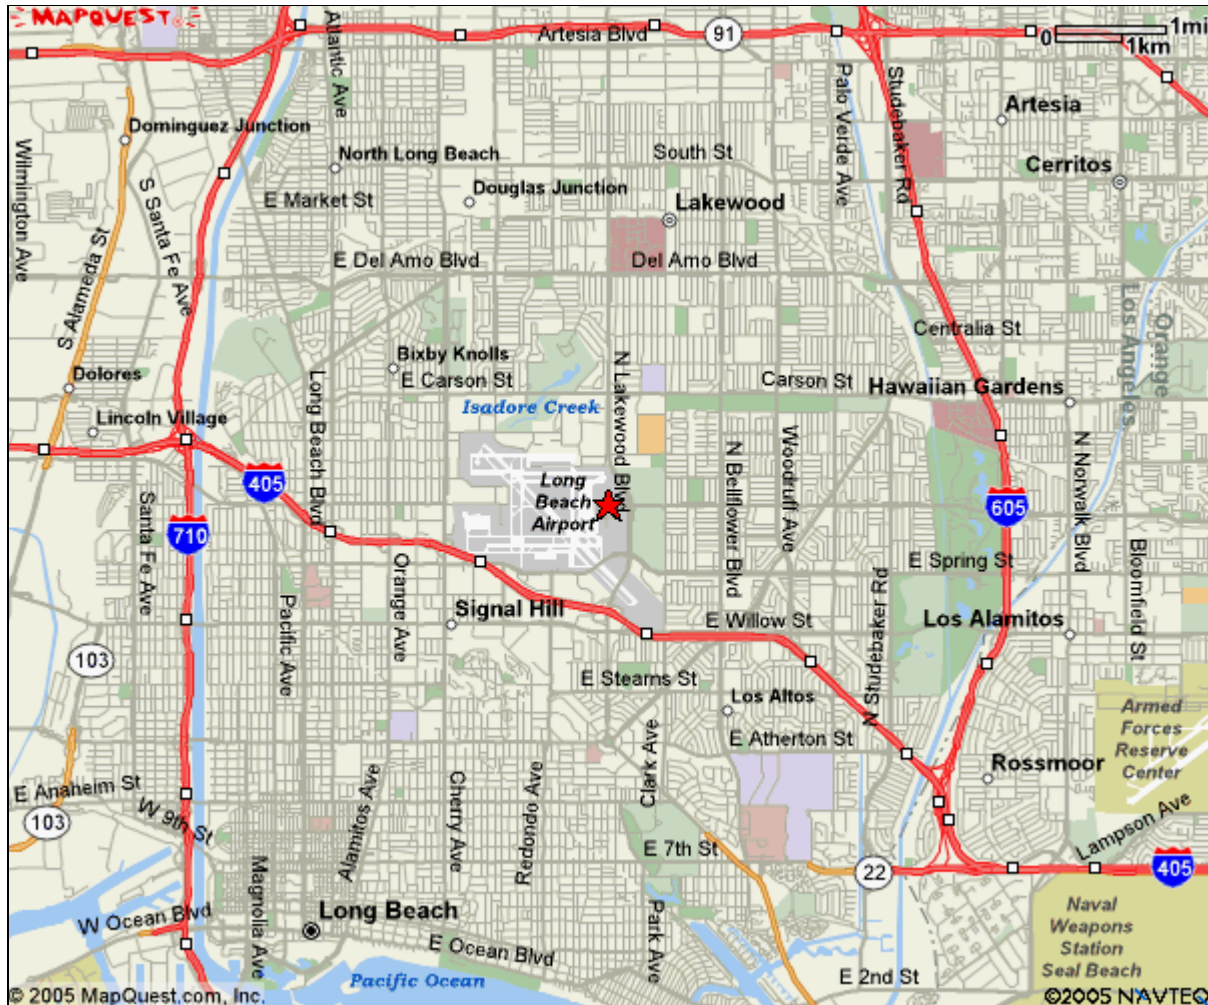 MAPQUEST
Atlantic Ave
Artesia Blvd
91
0
1mi
1km
Palo Verde Ave
Studebaker Rd
Artesia
Dominguez Junction
Wilmington Ave
S Santa Fe Ave
North Long Beach
South St
Cerritos
E Market St
Douglas Junction
Lakewood
S Alameda St
E Del Amo Blvd
Del Amo Blvd
Centralia St
Los Angeles
Orange
Bixby Knolls
N Lakewood Blvd
Dolores
E Carson St
Carson St
Hawaiian Gardens
Long Beach Blvd
Isadore Creek
Lincoln Village
N Bellflower Blvd
Woodruff Ave
N Norwalk Blvd
405
Long
Beach
Airport
605
Santa Fe Ave
710
Orange Ave
E Spring St
Bloomfield St
Pacific Ave
Signal Hill
E Willow St
N Studebaker Rd
Los Alamitos
103
E Stearns St
Los Altos
Armed
Forces
Reserve
Center
Clark Ave
E Atherton St
Rossmoor
E Anaheim St
Alamitos Ave
Cherry Ave
Redondo Ave
103
W 9th St
Lampson Ave
E 7th St
Magnolia Ave
22
405
W Ocean Blvd
Long Beach
Park Ave
Naval
Weapons
Station
Seal Beach
E Ocean Blvd
Pacific Ocean
E 2nd St
© 2005 MapQuest.com, Inc.
©2005 NAVTEQ